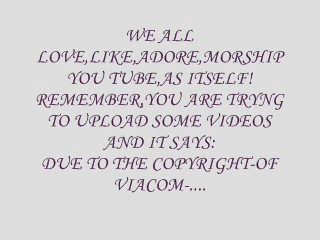 WE ALL
LOVE,LIKE,ADORE,MORSHIP
YOU TUBE,AS ITSELF!
REMEMBER,YOU ARE TRYNG
TO UPLOAD SOME VIDEOS
AND IT SAYS:
DUE TO THE COPYRIGHT-OF
VIACOM-....